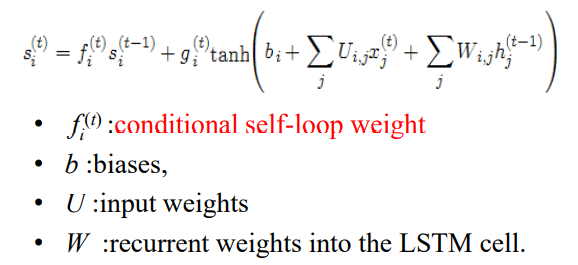 s_i^{(t)} = f_i^{(t)} s_i^{(t-1)} + g_i^{(t)} tanh( b_i + ∑_j U_{i,j} x_j^{(t)} + ∑_j W_{i,j} h_j^{(t-1)} )
• f_i^{(t)} :conditional self-loop weight
• b :biases,
• U :input weights
• W :recurrent weights into the LSTM cell.